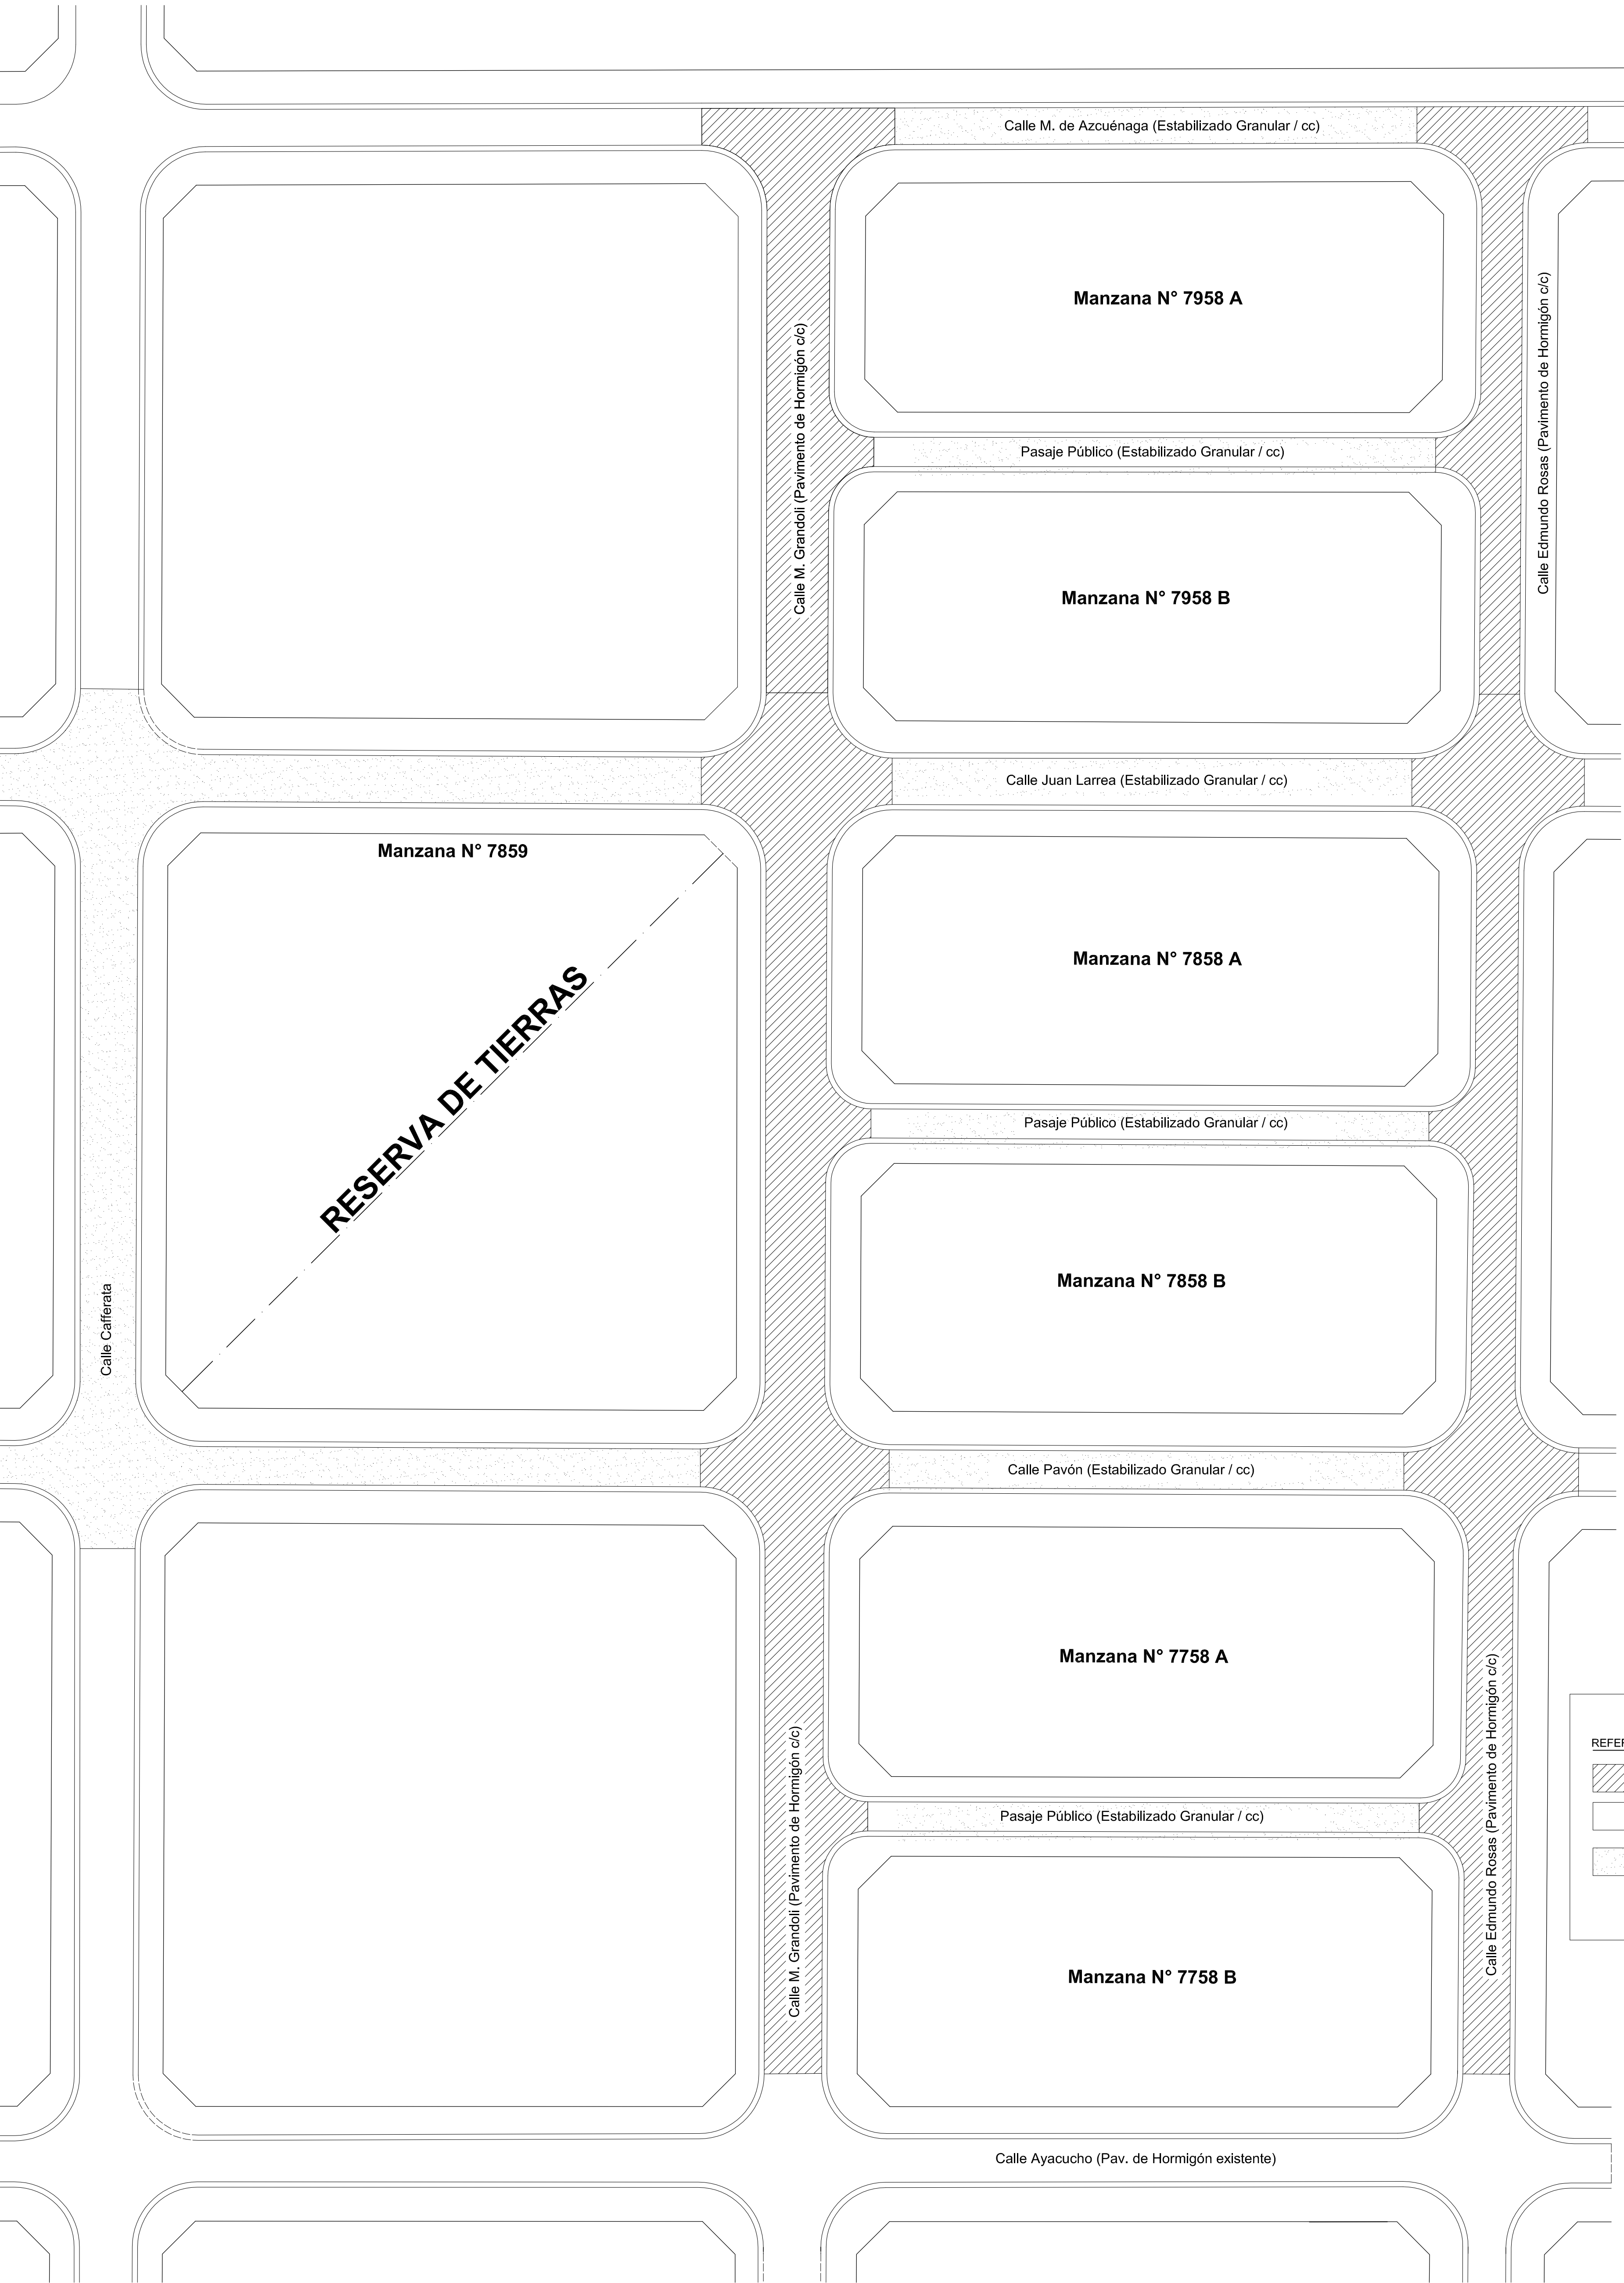 Calle M. de Azcuénaga (Estabilizado Granular / cc)
Manzana N° 7958 A
Calle M. Grandoli (Pavimento de Hormigón c/c)
Calle Edmundo Rosas (Pavimento de Hormigón c/c)
Pasaje Público (Estabilizado Granular / cc)
Manzana N° 7958 B
Calle Juan Larrea (Estabilizado Granular / cc)
Manzana N° 7859
RESERVA DE TIERRAS
Manzana N° 7858 A
Pasaje Público (Estabilizado Granular / cc)
Manzana N° 7858 B
Calle Cafferata
Calle Pavón (Estabilizado Granular / cc)
Manzana N° 7758 A
Calle M. Grandoli (Pavimento de Hormigón c/c)
Calle Edmundo Rosas (Pavimento de Hormigón c/c)
Pasaje Público (Estabilizado Granular / cc)
Manzana N° 7758 B
Calle Ayacucho (Pav. de Hormigón existente)